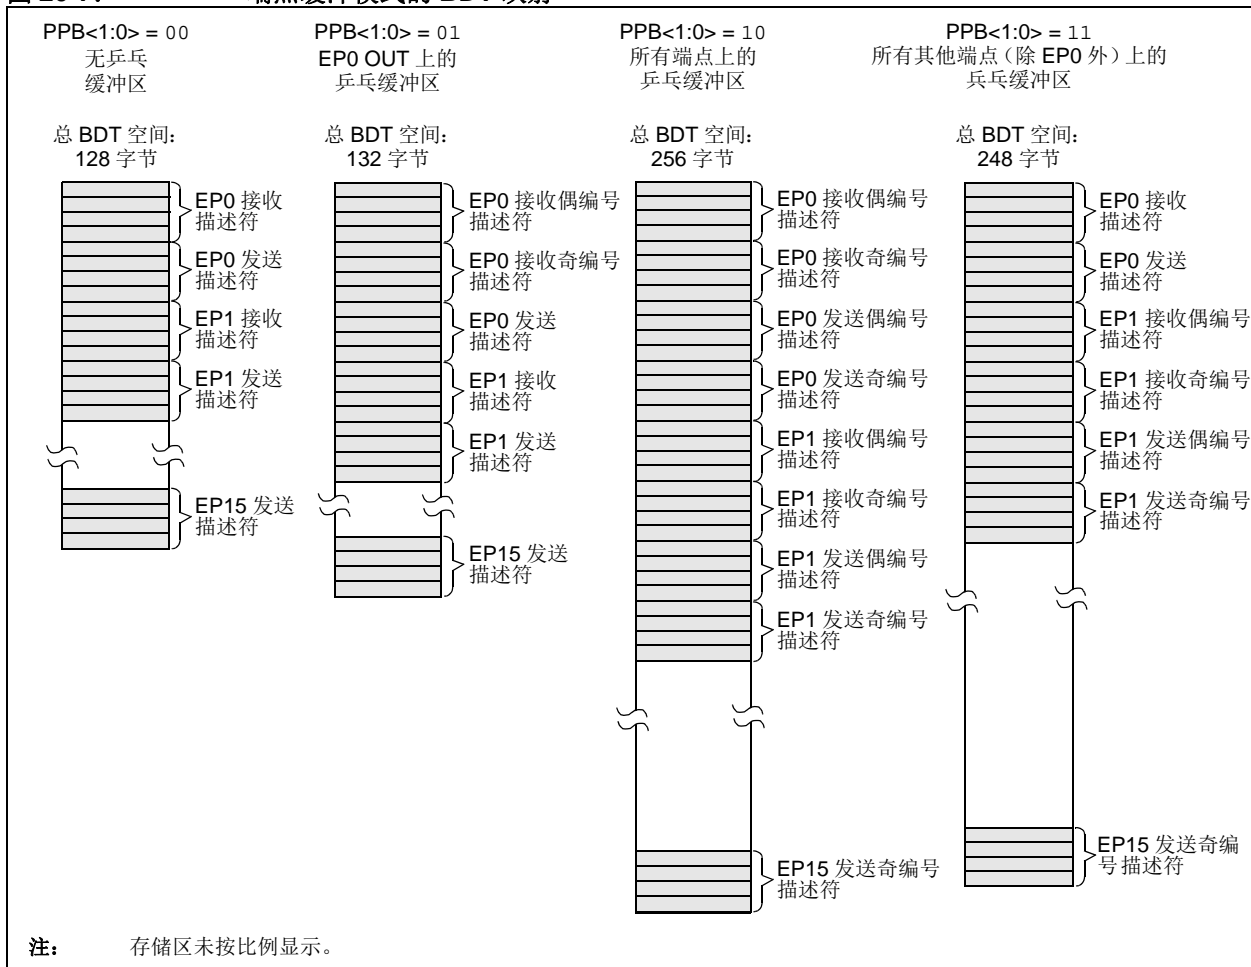 PPB<1:0> = 00
无乒乓
缓冲区
总 BDT 空间:
128 字节
EP0 接收
描述符
EP0 发送
描述符
EP1 接收
描述符
EP1 发送
描述符
EP15 发送
描述符
PPB<1:0> = 01
EP0 OUT 上的
乒乓缓冲区
总 BDT 空间:
132 字节
EP0 接收偶编号
描述符
EP0 接收奇编号
描述符
EP0 发送
描述符
EP1 接收
描述符
EP1 发送
描述符
EP15 发送
描述符
PPB<1:0> = 10
所有端点上的
乒乓缓冲区
总 BDT 空间:
256 字节
EP0 接收偶编号
描述符
EP0 接收奇编号
描述符
EP0 发送偶编号
描述符
EP0 发送奇编号
描述符
EP1 接收偶编号
描述符
EP1 接收奇编号
描述符
EP1 发送偶编号
描述符
EP1 发送奇编号
描述符
EP15 发送奇编号
描述符
PPB<1:0> = 11
所有其他端点（除 EP0 外）上的
乒乓缓冲区
总 BDT 空间:
248 字节
EP0 接收
描述符
EP0 发送
描述符
EP1 接收偶编号
描述符
EP1 接收奇编号
描述符
EP1 发送偶编号
描述符
EP1 发送奇编号
描述符
EP15 发送奇编
号描述符
注: 存储区未按比例显示。